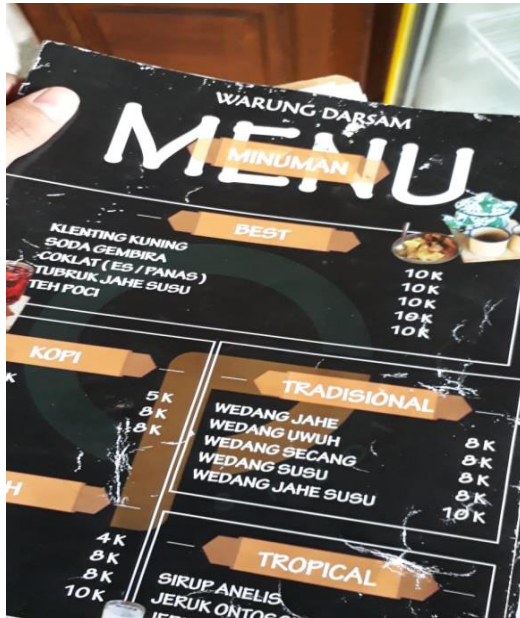 WARUNG DARSAM
MENU
MINUMAN
BEST
KLENTING KUNING 10K
SODA GEMBIRA 10K
COKLAT ( ES / PANAS ) 10K
TUBRUK JAHE SUSU 10K
TEH POCI 10K
KOPI
K 5K
8K
8K
H
4K
8K
8K
10K
TRADISIONAL
WEDANG JAHE 8K
WEDANG UWUH 8K
WEDANG SECANG 8K
WEDANG SUSU 8K
WEDANG JAHE SUSU 10K
TROPICAL
SIRUP ANELIS
JERUK